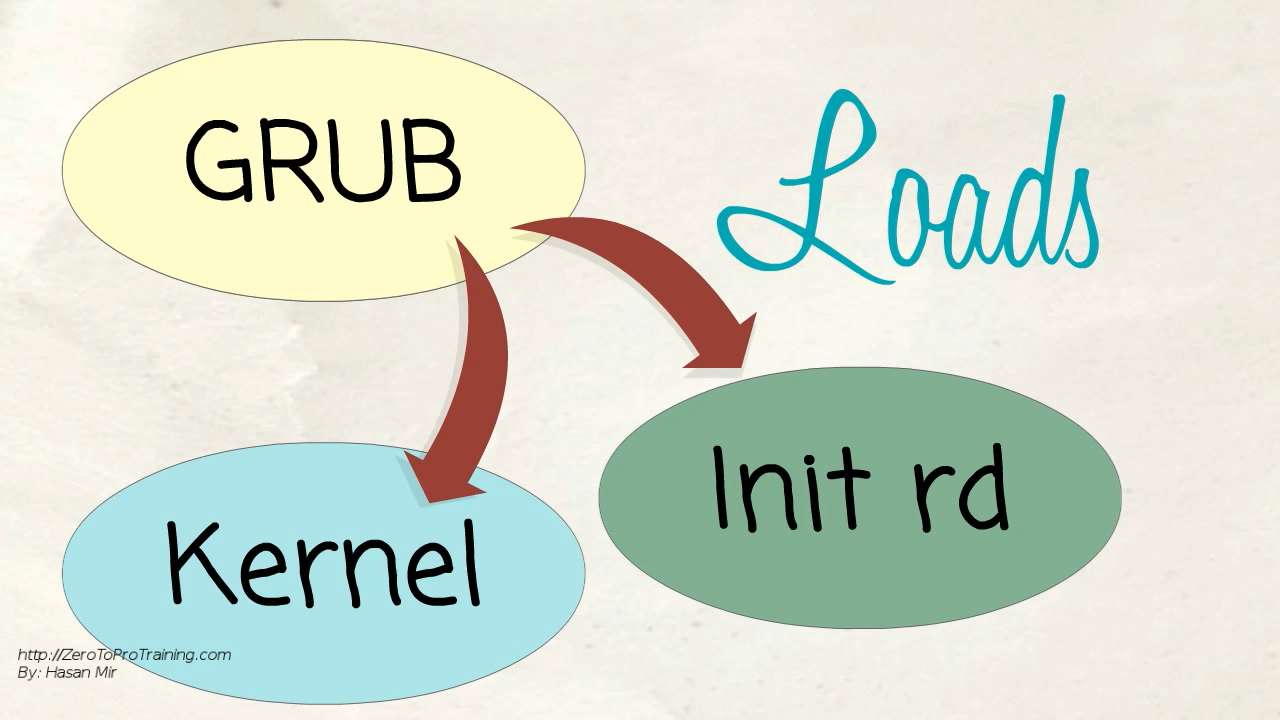 GRUB
Loads
Init rd
Kernel
http://ZeroToProTraining.com
By: Hasan Mir